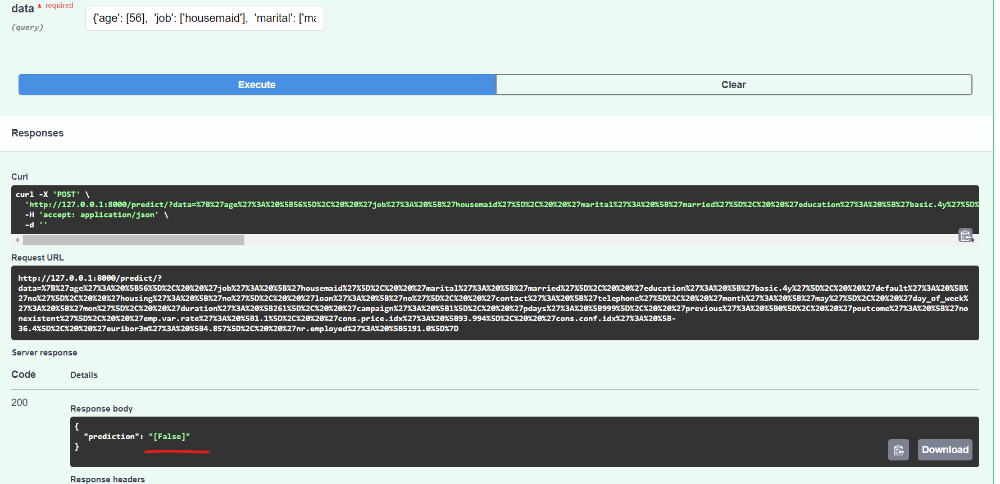 data * required
(query)
{'age': [56],  'job': ['housemaid'],  'marital': ['ma
Execute
Clear
Responses
Curl
curl -X 'POST' \
  'http://127.0.0.1:8000/predict/?data=%7B%27age%27%3A%20%5B56%5D%2C%20%20%27job%27%3A%20%5B%27housemaid%27%5D%2C%20%20%27marital%27%3A%20%5B%27married%27%5D%2C%20%20%27education%27%3A%20%5B%27basic.4y%27%5D%
  -H 'accept: application/json' \
  -d ''
Request URL
http://127.0.0.1:8000/predict/?
data=%7B%27age%27%3A%20%5B56%5D%2C%20%20%27job%27%3A%20%5B%27housemaid%27%5D%2C%20%20%27marital%27%3A%20%5B%27married%27%5D%2C%20%20%27education%27%3A%20%5B%27basic.4y%27%5D%2C%20%20%27default%27%3A%20%5B%
27no%27%5D%2C%20%20%27housing%27%3A%20%5B%27no%27%5D%2C%20%20%27loan%27%3A%20%5B%27no%27%5D%2C%20%20%27contact%27%3A%20%5B%27telephone%27%5D%2C%20%20%27month%27%3A%20%5B%27may%27%5D%2C%20%20%27day_of_week%
27%3A%20%5B%27mon%27%5D%2C%20%20%27duration%27%3A%20%5B261%5D%2C%20%20%27campaign%27%3A%20%5B1%5D%2C%20%20%27pdays%27%3A%20%5B999%5D%2C%20%20%27previous%27%3A%20%5B0%5D%2C%20%20%27poutcome%27%3A%20%5B%27no
nexistent%27%5D%2C%20%20%27emp.var.rate%27%3A%20%5B1.1%5D%2C%20%20%27cons.price.idx%27%3A%20%5B93.994%5D%2C%20%20%27cons.conf.idx%27%3A%20%5B-
36.4%5D%2C%20%20%27euribor3m%27%3A%20%5B4.857%5D%2C%20%20%27nr.employed%27%3A%20%5B5191.0%5D%7D
Server response
Code
Details
200
Response body
{
  "prediction": "[False]"
}
Download
Response headers